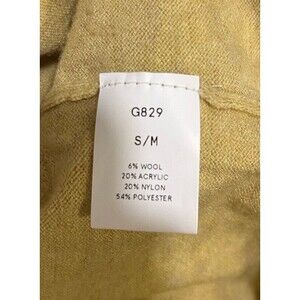 G829
S/M
6% WOOL
20% ACRYLIC
20% NYLON
54% POLYESTER